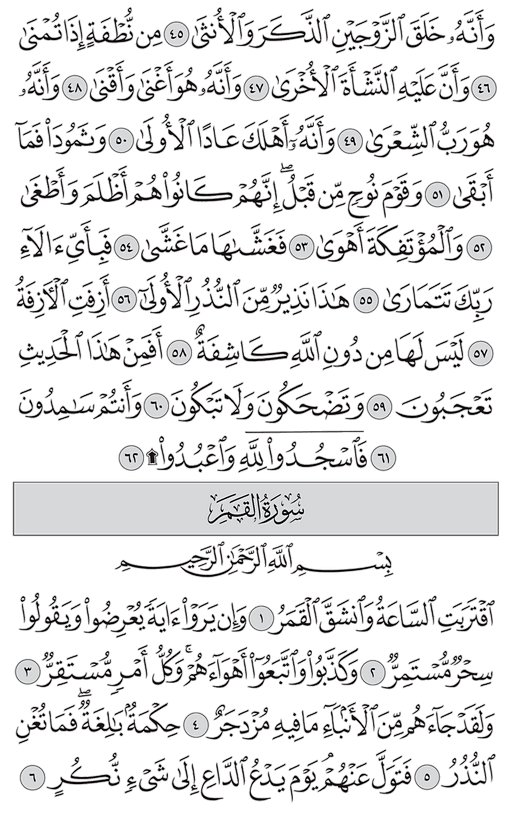 وَأَنَّهُۥ خَلَقَ ٱلزَّوْجَيْنِ ٱلذَّكَرَ وَٱلْأُنثَىٰ ٤٥ مِن نُّطْفَةٍ إِذَا تُمْنَىٰ
٤٦ وَأَنَّ عَلَيْهِ ٱلنَّشْأَةَ ٱلْأُخْرَىٰ ٤٧ وَأَنَّهُۥ هُوَ أَغْنَىٰ وَأَقْنَىٰ ٤٨ وَأَنَّهُۥ
هُوَ رَبُّ ٱلشِّعْرَىٰ ٤٩ وَأَنَّهُۥٓ أَهْلَكَ عَادًا ٱلْأُولَىٰ ٥٠ وَثَمُودَا۟ فَمَآ
أَبْقَىٰ ٥١ وَقَوْمَ نُوحٍ مِّن قَبْلُ ۖ إِنَّهُمْ كَانُوا۟ هُمْ أَظْلَمَ وَأَطْغَىٰ
٥٢ وَٱلْمُؤْتَفِكَةَ أَهْوَىٰ ٥٣ فَغَشَّىٰهَا مَا غَشَّىٰ ٥٤ فَبِأَىِّ ءَالَآءِ
رَبِّكَ تَتَمَارَىٰ ٥٥ هَٰذَا نَذِيرٌ مِّنَ ٱلنُّذُرِ ٱلْأُولَىٰٓ ٥٦ أَزِفَتِ ٱلْءَازِفَةُ
٥٧ لَيْسَ لَهَا مِن دُونِ ٱللَّهِ كَاشِفَةٌ ٥٨ أَفَمِنْ هَٰذَا ٱلْحَدِيثِ
تَعْجَبُونَ ٥٩ وَتَضْحَكُونَ وَلَا تَبْكُونَ ٦٠ وَأَنتُمْ سَٰمِدُونَ
٦١ فَٱسْجُدُوا۟ لِلَّهِ وَٱعْبُدُوا۟ ۩ ٦٢
سُورَةُ القَمَرِ
بِسْمِ ٱللَّهِ ٱلرَّحْمَٰنِ ٱلرَّحِيمِ
ٱقْتَرَبَتِ ٱلسَّاعَةُ وَٱنشَقَّ ٱلْقَمَرُ ١ وَإِن يَرَوْا۟ ءَايَةً يُعْرِضُوا۟ وَيَقُولُوا۟
سِحْرٌ مُّسْتَمِرٌّ ٢ وَكَذَّبُوا۟ وَٱتَّبَعُوٓا۟ أَهْوَآءَهُمْ ۚ وَكُلُّ أَمْرٍ مُّسْتَقِرٌّ ٣
وَلَقَدْ جَآءَهُم مِّنَ ٱلْأَنۢبَآءِ مَا فِيهِ مُزْدَجَرٌ ٤ حِكْمَةٌۢ بَٰلِغَةٌ ۖ فَمَا تُغْنِ
ٱلنُّذُرُ ٥ فَتَوَلَّ عَنْهُمْ ۘ يَوْمَ يَدْعُ ٱلدَّاعِ إِلَىٰ شَىْءٍ نُّكُرٍ ٦